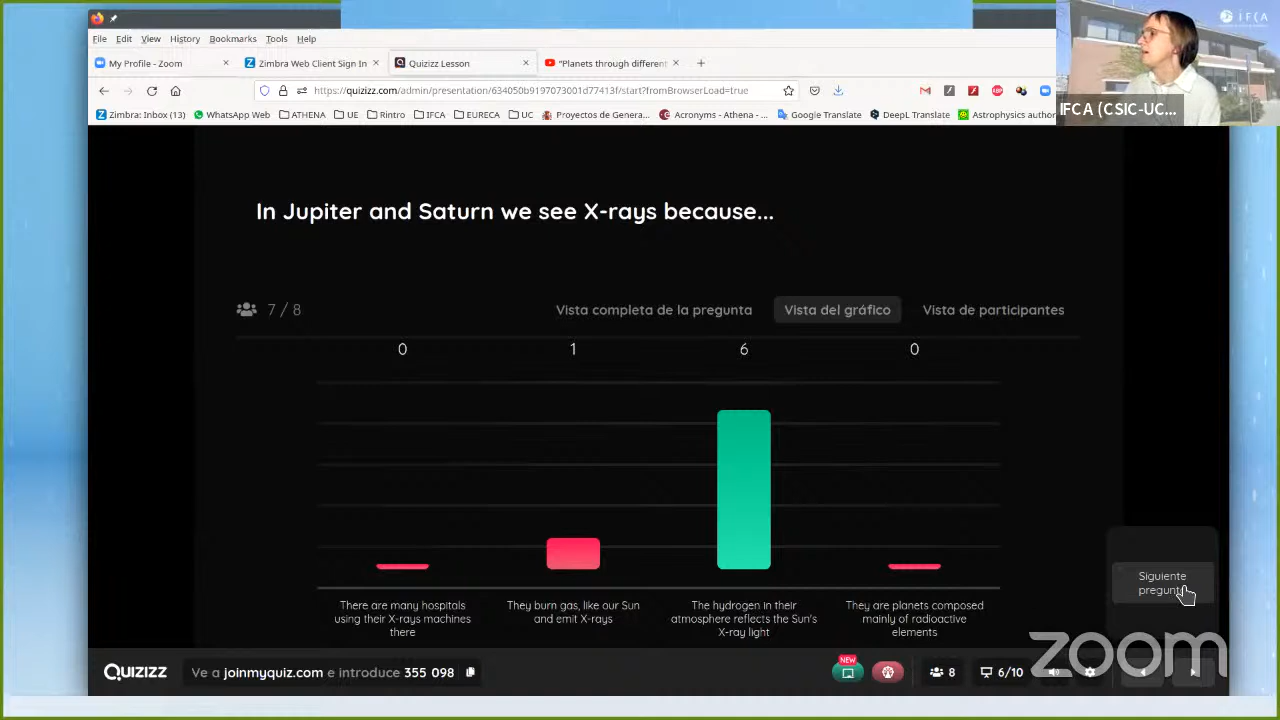 IFCA
File Edit View History Bookmarks Tools Help
My Profile - Zoom
Zimbra Web Client Sign In
Quizizz Lesson
"Planets through different
https://quizizz.com/admin/presentation/634050b9197073001d77413f/start?fromBrowserLoad=true
Zimbra: Inbox (13) WhatsApp Web ATHENA UE Rintro IFCA EURECA UC Proyectos de Genera... Acronyms - Athena - ... Google Translate DeepL Translate Astrophysics author
IFCA (CSIC-UC...
In Jupiter and Saturn we see X-rays because...
7 / 8
Vista completa de la pregunta Vista del gráfico Vista de participantes
0 1 6 0
There are many hospitals
using their X-rays machines
there
They burn gas, like our Sun
and emit X-rays
The hydrogen in their
atmosphere reflects the Sun's
X-ray light
They are planets composed
mainly of radioactive
elements
Siguiente
pregunta
Quizizz
Ve a joinmyquiz.com e introduce 355 098
NEW
8
6/10
zoom